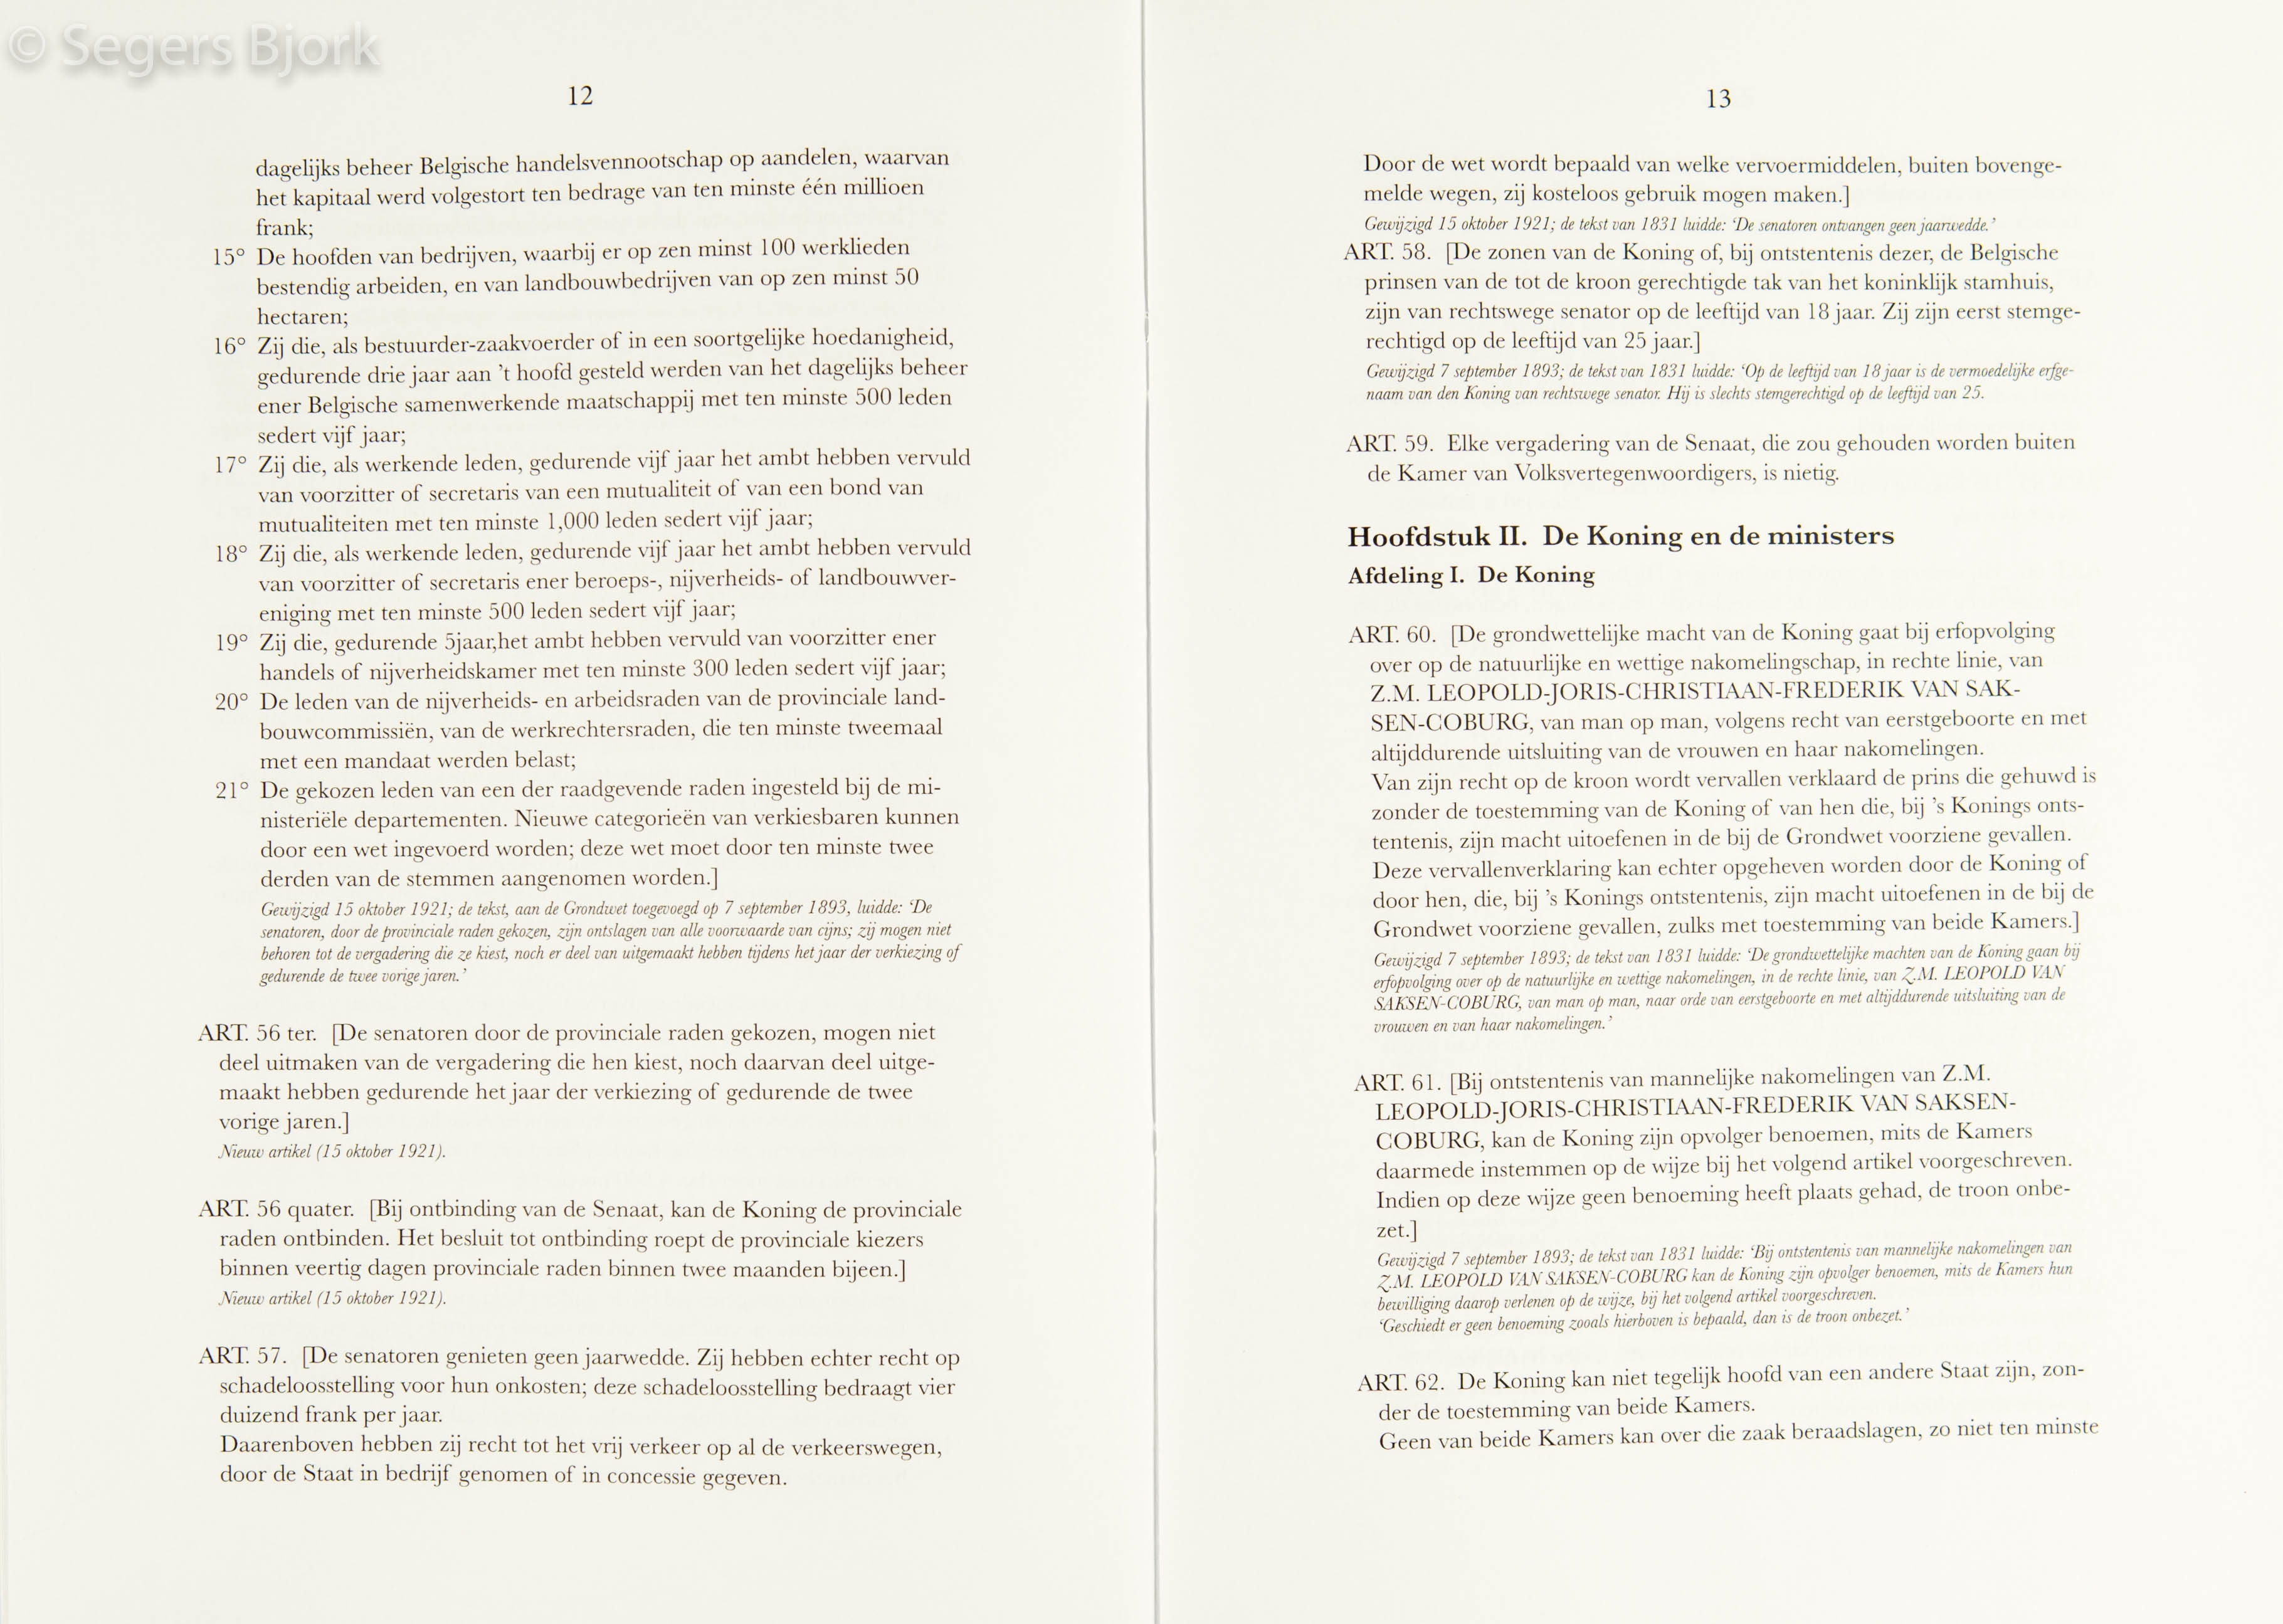 © Segers Bjork
12
dagelijks beheer Belgische handelsvennootschap op aandelen, waarvan
het kapitaal werd volgestort ten bedrage van ten minste één millioen
frank;
15° De hoofden van bedrijven, waarbij er op zen minst 100 werklieden
bestendig arbeiden, en van landbouwbedrijven van op zen minst 50
hectaren;
16° Zij die, als bestuurder-zaakvoerder of in een soortgelijke hoedanigheid,
gedurende drie jaar aan ’t hoofd gesteld werden van het dagelijks beheer
ener Belgische samenwerkende maatschappij met ten minste 500 leden
sedert vijf jaar;
17° Zij die, als werkende leden, gedurende vijf jaar het ambt hebben vervuld
van voorzitter of secretaris van een mutualiteit of van een bond van
mutualiteiten met ten minste 1,000 leden sedert vijf jaar;
18° Zij die, als werkende leden, gedurende vijf jaar het ambt hebben vervuld
van voorzitter of secretaris ener beroeps-, nijverheids- of landbouwver-
eniging met ten minste 500 leden sedert vijf jaar;
19° Zij die, gedurende 5jaar,het ambt hebben vervuld van voorzitter ener
handels of nijverheidskamer met ten minste 300 leden sedert vijf jaar;
20° De leden van de nijverheids- en arbeidsraden van de provinciale land-
bouwcommissiën, van de werkrechtersraden, die ten minste tweemaal
met een mandaat werden belast;
21° De gekozen leden van een der raadgevende raden ingesteld bij de mi-
nisteriële departementen. Nieuwe categorieën van verkiesbaren kunnen
door een wet ingevoerd worden; deze wet moet door ten minste twee
derden van de stemmen aangenomen worden.]
Gewijzigd 15 oktober 1921; de tekst, aan de Grondwet toegevoegd op 7 september 1893, luidde: ‘De
senatoren, door de provinciale raden gekozen, zijn ontslagen van alle voorwaarde van cijns; zij mogen niet
behoren tot de vergadering die ze kiest, noch er deel van uitgemaakt hebben tijdens het jaar der verkiezing of
gedurende de twee vorige jaren.’
ART. 56 ter. [De senatoren door de provinciale raden gekozen, mogen niet
deel uitmaken van de vergadering die hen kiest, noch daarvan deel uitge-
maakt hebben gedurende het jaar der verkiezing of gedurende de twee
vorige jaren.]
Nieuw artikel (15 oktober 1921).
ART. 56 quater. [Bij ontbinding van de Senaat, kan de Koning de provinciale
raden ontbinden. Het besluit tot ontbinding roept de provinciale kiezers
binnen veertig dagen provinciale raden binnen twee maanden bijeen.]
Nieuw artikel (15 oktober 1921).
ART. 57. [De senatoren genieten geen jaarwedde. Zij hebben echter recht op
schadeloosstelling voor hun onkosten; deze schadeloosstelling bedraagt vier
duizend frank per jaar.
Daarenboven hebben zij recht tot het vrij verkeer op al de verkeerswegen,
door de Staat in bedrijf genomen of in concessie gegeven.
13
Door de wet wordt bepaald van welke vervoermiddelen, buiten bovenge-
melde wegen, zij kosteloos gebruik mogen maken.]
Gewijzigd 15 oktober 1921; de tekst van 1831 luidde: ‘De senatoren ontvangen geen jaarwedde.’
ART. 58. [De zonen van de Koning of, bij ontstentenis dezer, de Belgische
prinsen van de tot de kroon gerechtigde tak van het koninklijk stamhuis,
zijn van rechtswege senator op de leeftijd van 18 jaar. Zij zijn eerst stemge-
rechtigd op de leeftijd van 25 jaar.]
Gewijzigd 7 september 1893; de tekst van 1831 luidde: ‘Op de leeftijd van 18 jaar is de vermoedelijke erfge-
naam van den Koning van rechtswege senator. Hij is slechts stemgerechtigd op de leeftijd van 25.
ART. 59. Elke vergadering van de Senaat, die zou gehouden worden buiten
de Kamer van Volksvertegenwoordigers, is nietig.
Hoofdstuk II. De Koning en de ministers
Afdeling I. De Koning
ART. 60. [De grondwettelijke macht van de Koning gaat bij erfopvolging
over op de natuurlijke en wettige nakomelingschap, in rechte linie, van
Z.M. LEOPOLD-JORIS-CHRISTIAAN-FREDERIK VAN SAK-
SEN-COBURG, van man op man, volgens recht van eerstgeboorte en met
altijddurende uitsluiting van de vrouwen en haar nakomelingen.
Van zijn recht op de kroon wordt vervallen verklaard de prins die gehuwd is
zonder de toestemming van de Koning of van hen die, bij ’s Konings onts-
tentenis, zijn macht uitoefenen in de bij de Grondwet voorziene gevallen.
Deze vervallenverklaring kan echter opgeheven worden door de Koning of
door hen, die, bij ’s Konings ontstentenis, zijn macht uitoefenen in de bij de
Grondwet voorziene gevallen, zulks met toestemming van beide Kamers.]
Gewijzigd 7 september 1893; de tekst van 1831 luidde: ‘De grondwettelijke machten van de Koning gaan bij
erfopvolging over op de natuurlijke en wettige nakomelingen, in de rechte linie, van Z.M. LEOPOLD VAN
SAKSEN-COBURG, van man op man, naar orde van eerstgeboorte en met altijddurende uitsluiting van de
vrouwen en van haar nakomelingen.’
ART. 61. [Bij ontstentenis van mannelijke nakomelingen van Z.M.
LEOPOLD-JORIS-CHRISTIAAN-FREDERIK VAN SAKSEN-
COBURG, kan de Koning zijn opvolger benoemen, mits de Kamers
daarmede instemmen op de wijze bij het volgend artikel voorgeschreven.
Indien op deze wijze geen benoeming heeft plaats gehad, de troon onbe-
zet.]
Gewijzigd 7 september 1893; de tekst van 1831 luidde: ‘Bij ontstentenis van mannelijke nakomelingen van
Z.M. LEOPOLD VAN SAKSEN-COBURG kan de Koning zijn opvolger benoemen, mits de Kamers hun
bewilliging daarop verlenen op de wijze, bij het volgend artikel voorgeschreven.
‘Geschiedt er geen benoeming zooals hierboven is bepaald, dan is de troon onbezet.’
ART. 62. De Koning kan niet tegelijk hoofd van een andere Staat zijn, zon-
der de toestemming van beide Kamers.
Geen van beide Kamers kan over die zaak beraadslagen, zo niet ten minste